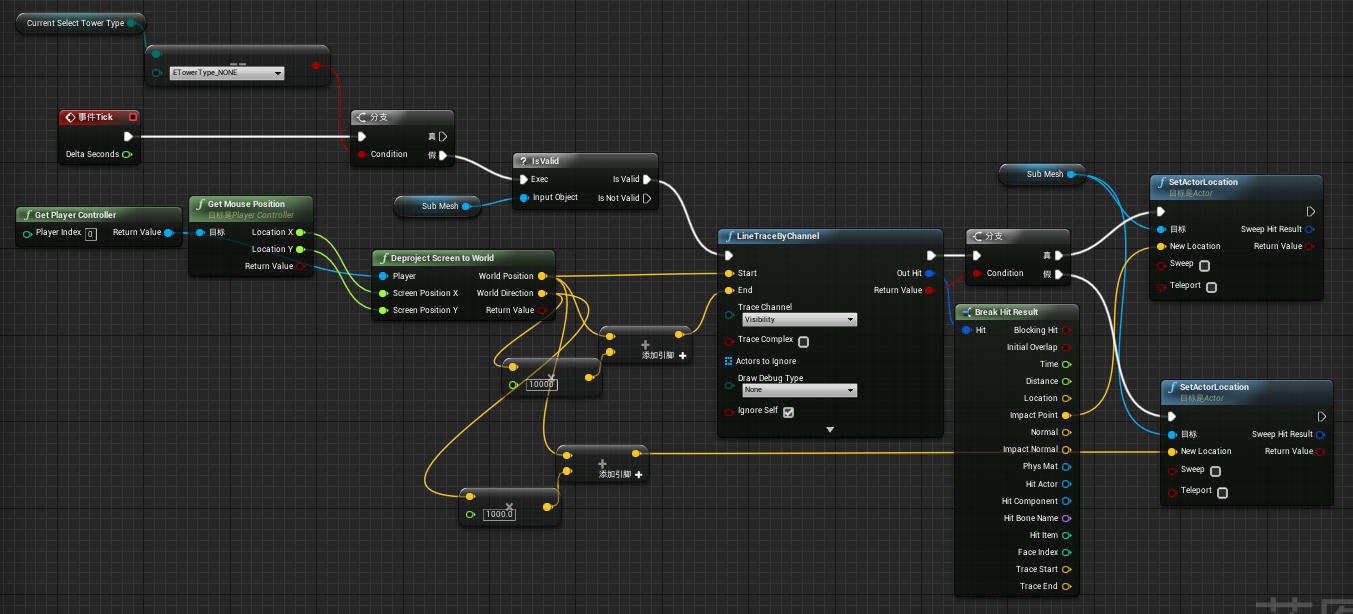 Current Select Tower Type
==
ETowerType_NONE
事件Tick
Delta Seconds
分支
真
Condition
假
? IsValid
Exec
Is Valid
Input Object
Is Not Valid
Sub Mesh
f Get Player Controller
Player Index 0
Return Value
f Get Mouse Position
目标是Player Controller
目标
Location X
Location Y
Return Value
f Deproject Screen to World
Player
World Position
Screen Position X
World Direction
Screen Position Y
Return Value
+
添加引脚 +
×
+
添加引脚 +
×
1000.0
f LineTraceByChannel
Start
Out Hit
End
Return Value
Trace Channel
Visibility
Trace Complex
Actors to Ignore
Draw Debug Type
None
Ignore Self
分支
真
Condition
假
Break Hit Result
Hit
Blocking Hit
Initial Overlap
Time
Distance
Location
Impact Point
Normal
Impact Normal
Phys Mat
Hit Actor
Hit Component
Hit Bone Name
Hit Item
Face Index
Trace Start
Trace End
Sub Mesh
f SetActorLocation
目标是Actor
目标
Sweep Hit Result
New Location
Return Value
Sweep
Teleport
f SetActorLocation
目标是Actor
目标
Sweep Hit Result
New Location
Return Value
Sweep
Teleport